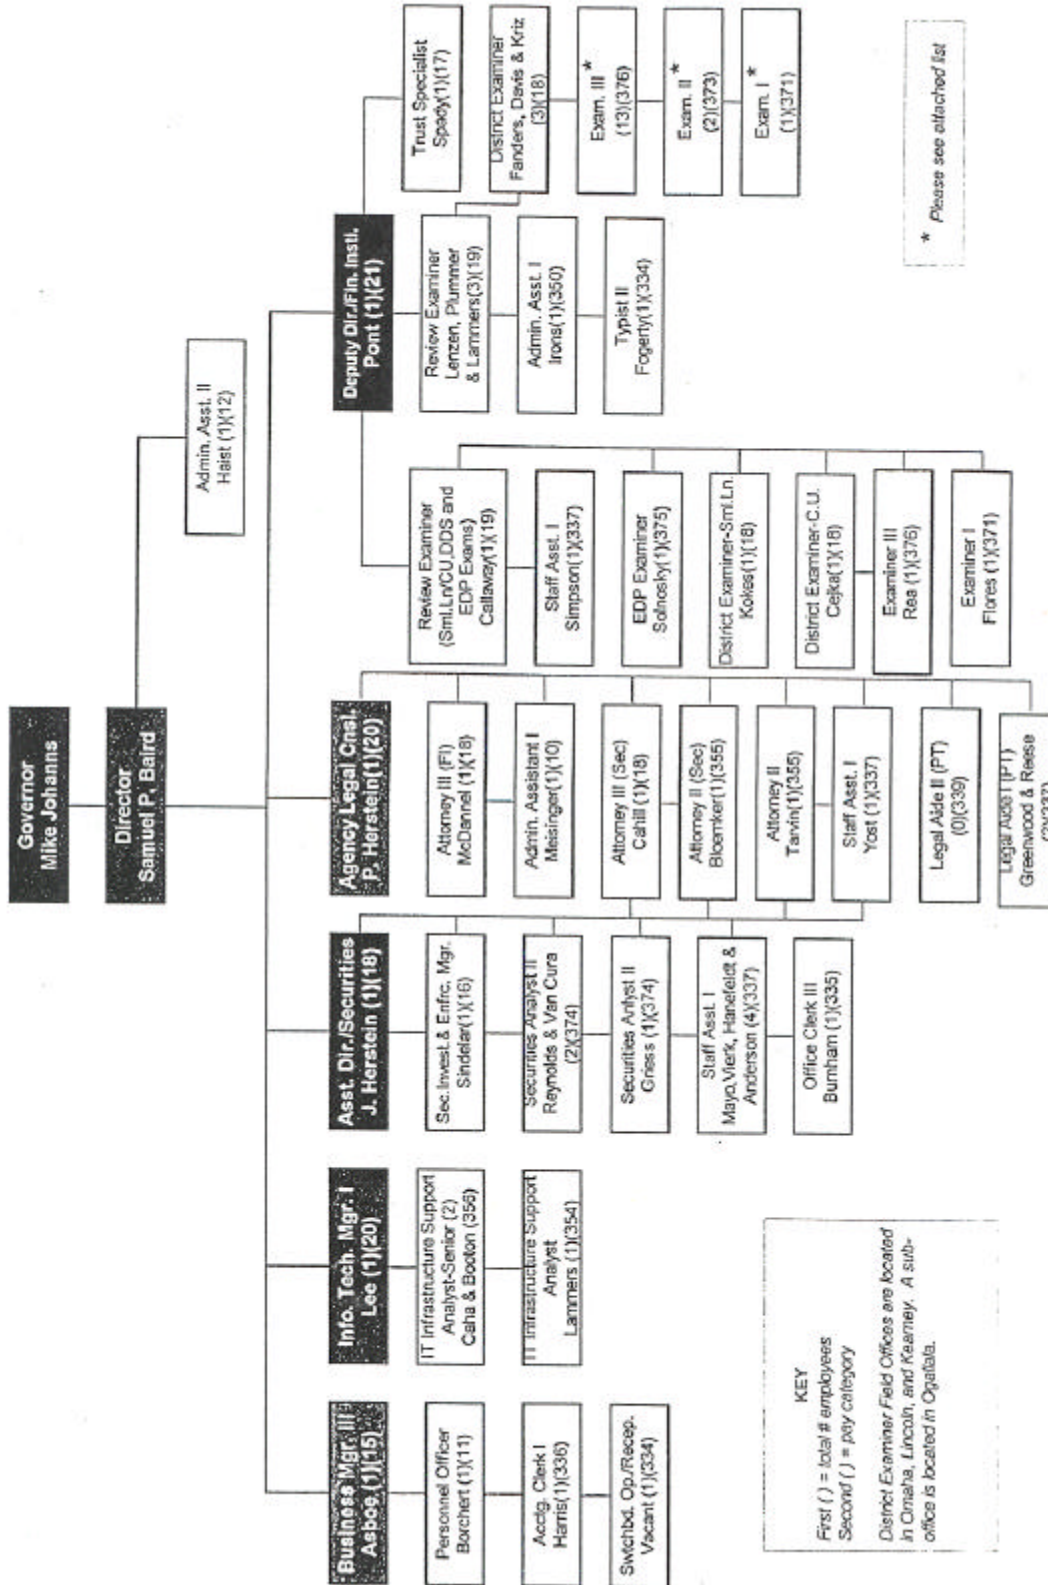 Governor
Mike Johanns
Director
Samuel P. Baird
Admin. Asst. II
Haist (1)(12)
Business Mgr. III
(1)(15)
Personnel Officer
Borchert (1)(11)
Acctg. Clerk I
Harris(1)(336)
Switchbd. Op./Recep.
Vacant (1)(334)
Info. Tech. Mgr. I
Lee (1)(20)
IT Infrastructure Support
Analyst-Senior (2)
Caha & Booton (356)
IT Infrastructure Support
Analyst
Lammers (1)(354)
Asst. Dir./Securities
J. Herstein (1)(18)
Sec.Invest.& Enfrc. Mgr.
Sindelar(1)(16)
Securities Analyst II
Reynolds & Van Cura
(2)(374)
Securities Anlyst II
Griess (1)(374)
Staff Asst. I
Mayo,Vierk, Hanefeldt &
Anderson (4)(337)
Office Clerk III
Burnham (1)(335)
Agency Legal Cnsl.
P. Herstein(1)(20)
Attorney III (FI)
McDannel (1)(18)
Admin. Assistant I
Meisinger(1)(10)
Attorney III (Sec)
Cahill (1)(18)
Attorney II (Sec)
Bloemker(1)(355)
Attorney II
Tarvin(1)(355)
Staff Asst. I
Yost (1)(337)
Legal Aide II (PT)
(0)(339)
Legal Aide I (PT)
Greenwood & Reese
(2)(337)
Deputy Dir./Fin. Insti.
Pont (1)(21)
Review Examiner
(Sml.Ln/CU,DDS and
EDP Exams)
Callaway(1)(19)
Staff Asst. I
Simpson(1)(337)
EDP Examiner
Solnosky(1)(375)
District Examiner-Sml.Ln.
Kokes(1)(18)
District Examiner-C.U.
Cejka(1)(18)
Examiner III
Rea (1)(376)
Examiner I
Flores (1)(371)
Review Examiner
Lenzen, Plummer
& Lammers(3)(19)
Admin. Asst. I
Irons(1)(350)
Typist II
Fogerty(1)(334)
Trust Specialist
Spady(1)(17)
District Examiner
Fanders, Davis & Kriz
(3)(18)
Exam. III *
(13)(376)
Exam. II *
(2)(373)
Exam. I *
(1)(371)
* Please see attached list
KEY
First ( ) = total # employees
Second ( ) = pay category
District Examiner Field Offices are located
in Omaha, Lincoln, and Kearney. A sub-
office is located in Ogallala.